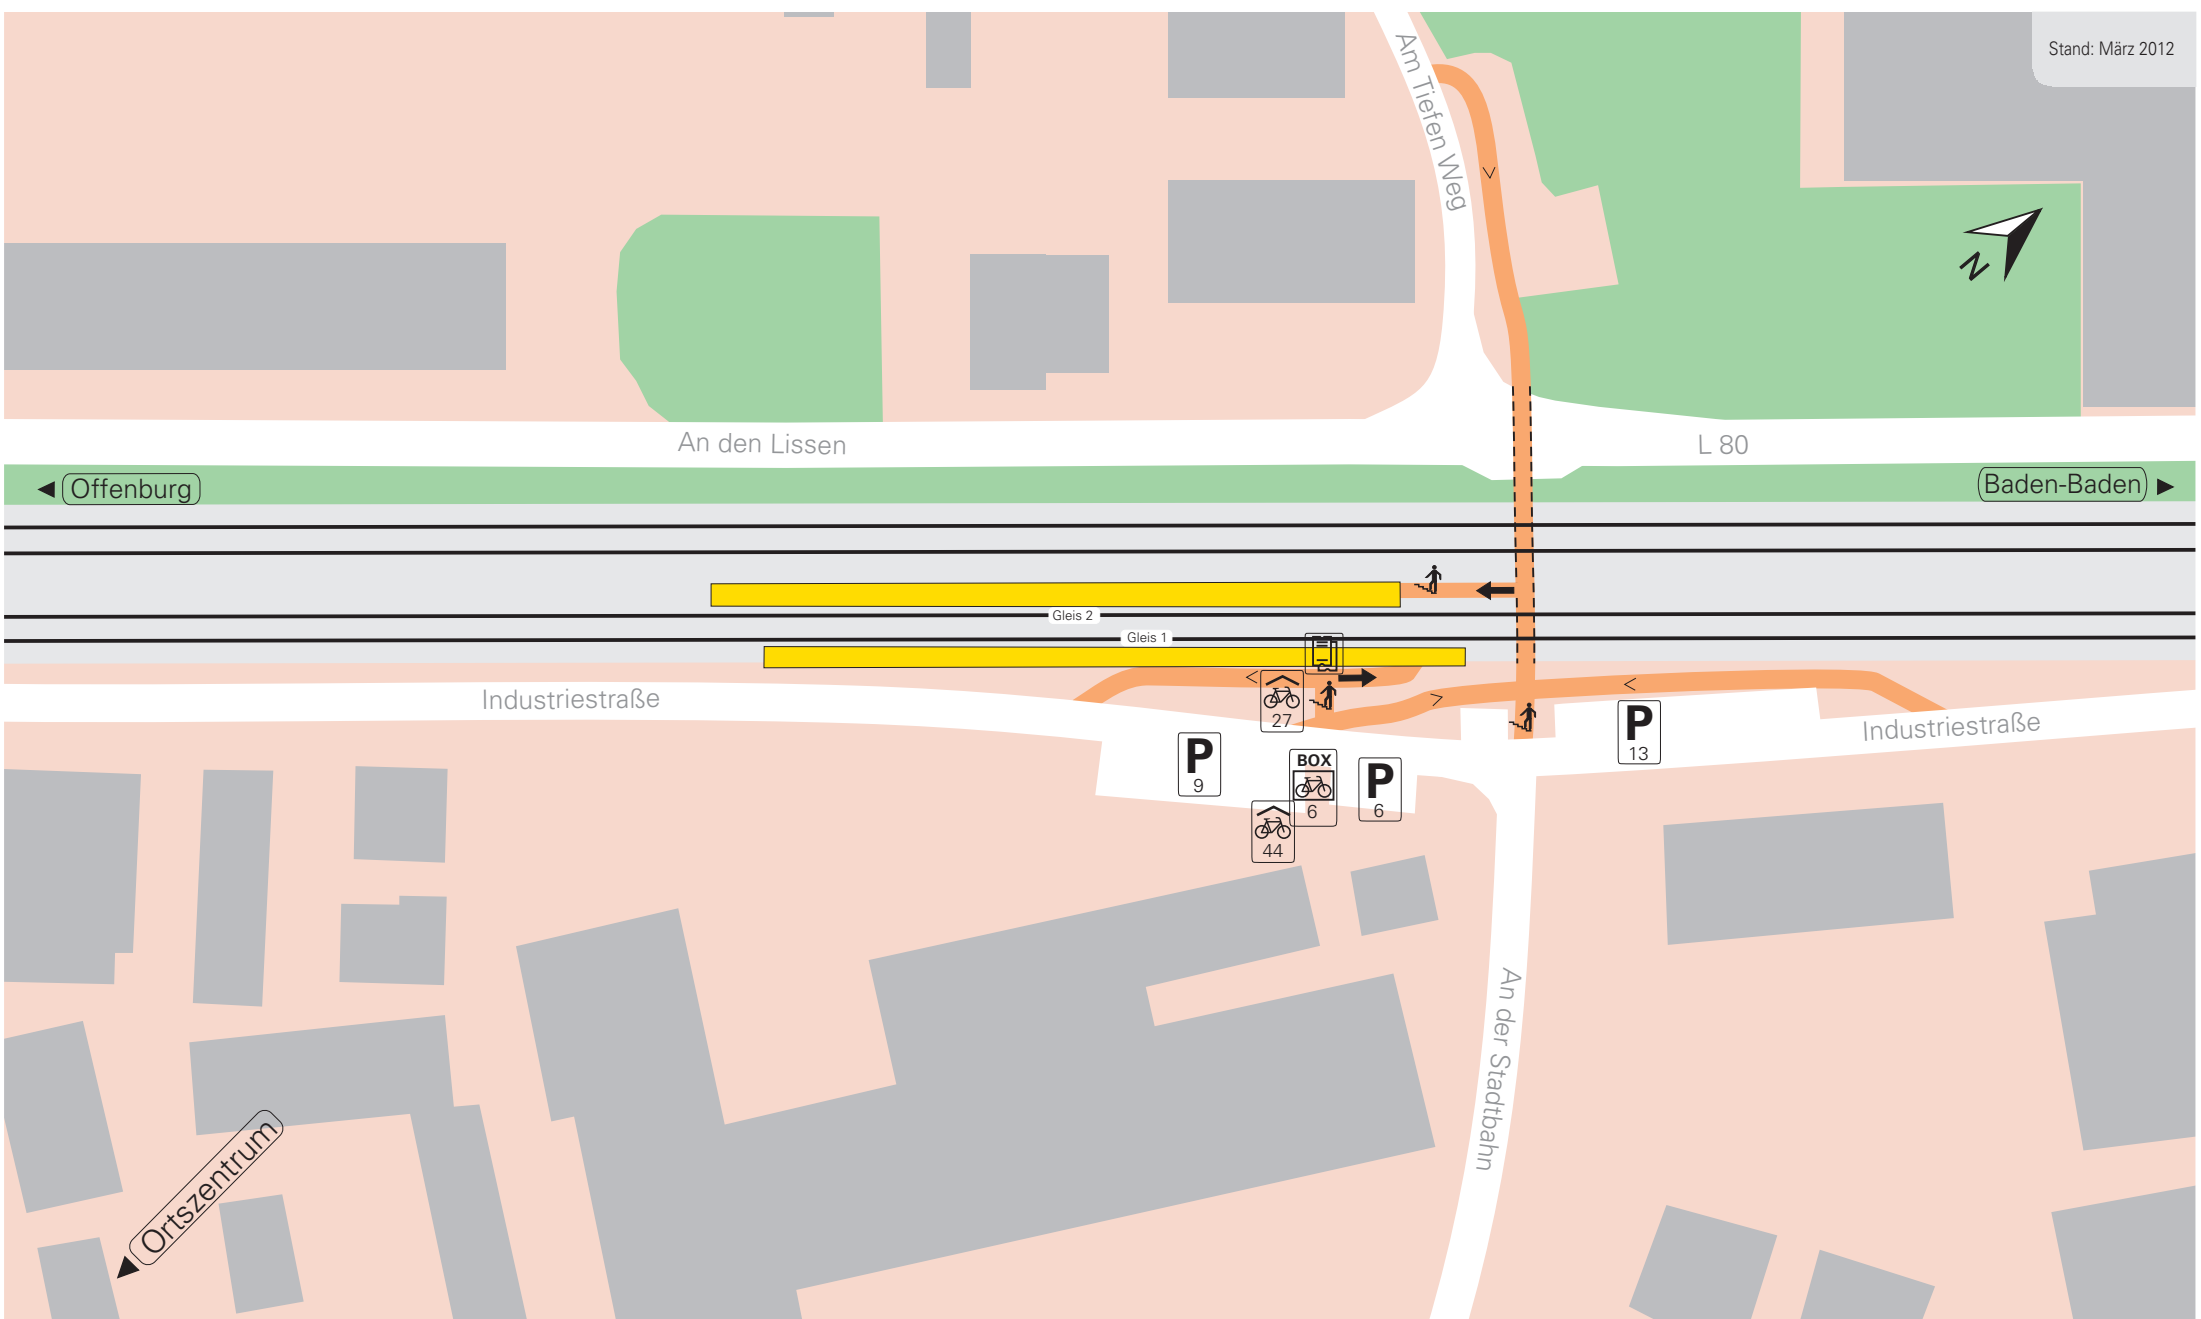 Stand: März 2012
Am Tiefen Weg
N
An den Lissen
L 80
Offenburg
Baden-Baden
Gleis 2
Gleis 1
Industriestraße
27
P
9
BOX
6
P
6
44
P
13
Industriestraße
An der Stadtbahn
Ortszentrum